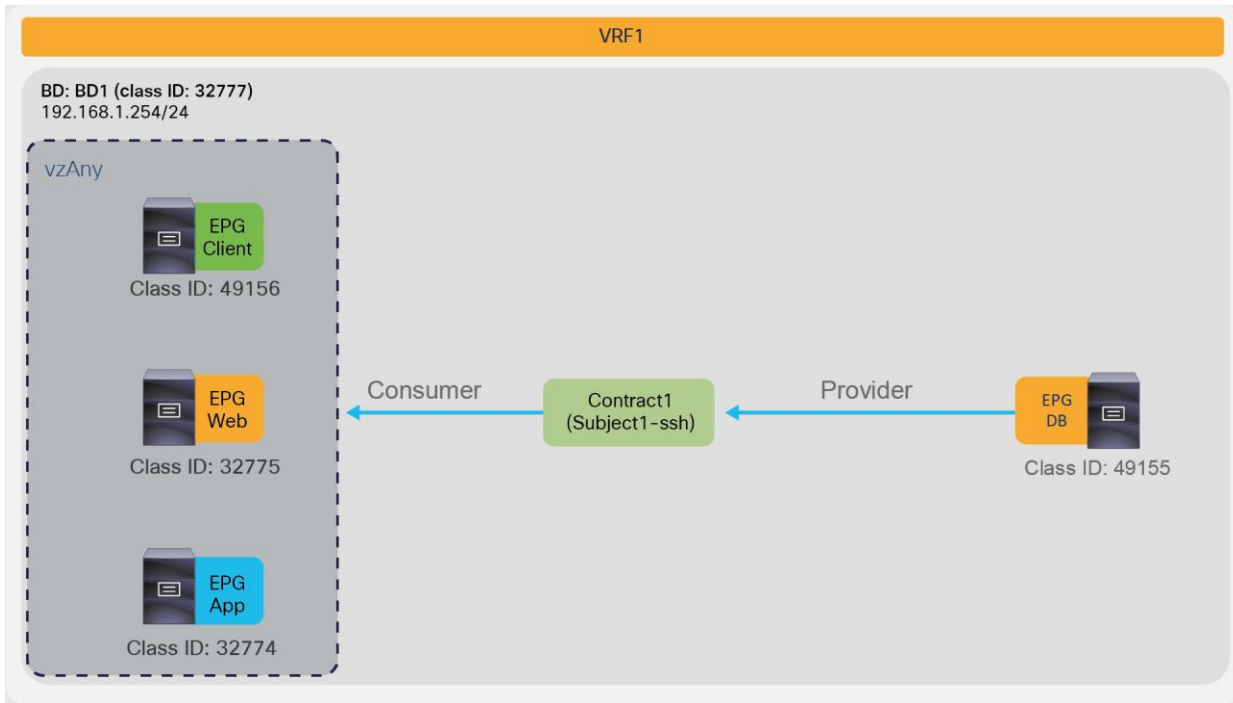 VRF1
BD: BD1 (class ID: 32777)
192.168.1.254/24
vzAny
EPG
Client
Class ID: 49156
EPG
Web
Class ID: 32775
EPG
App
Class ID: 32774
Consumer
Contract1
(Subject1-ssh)
Provider
EPG
DB
Class ID: 49155